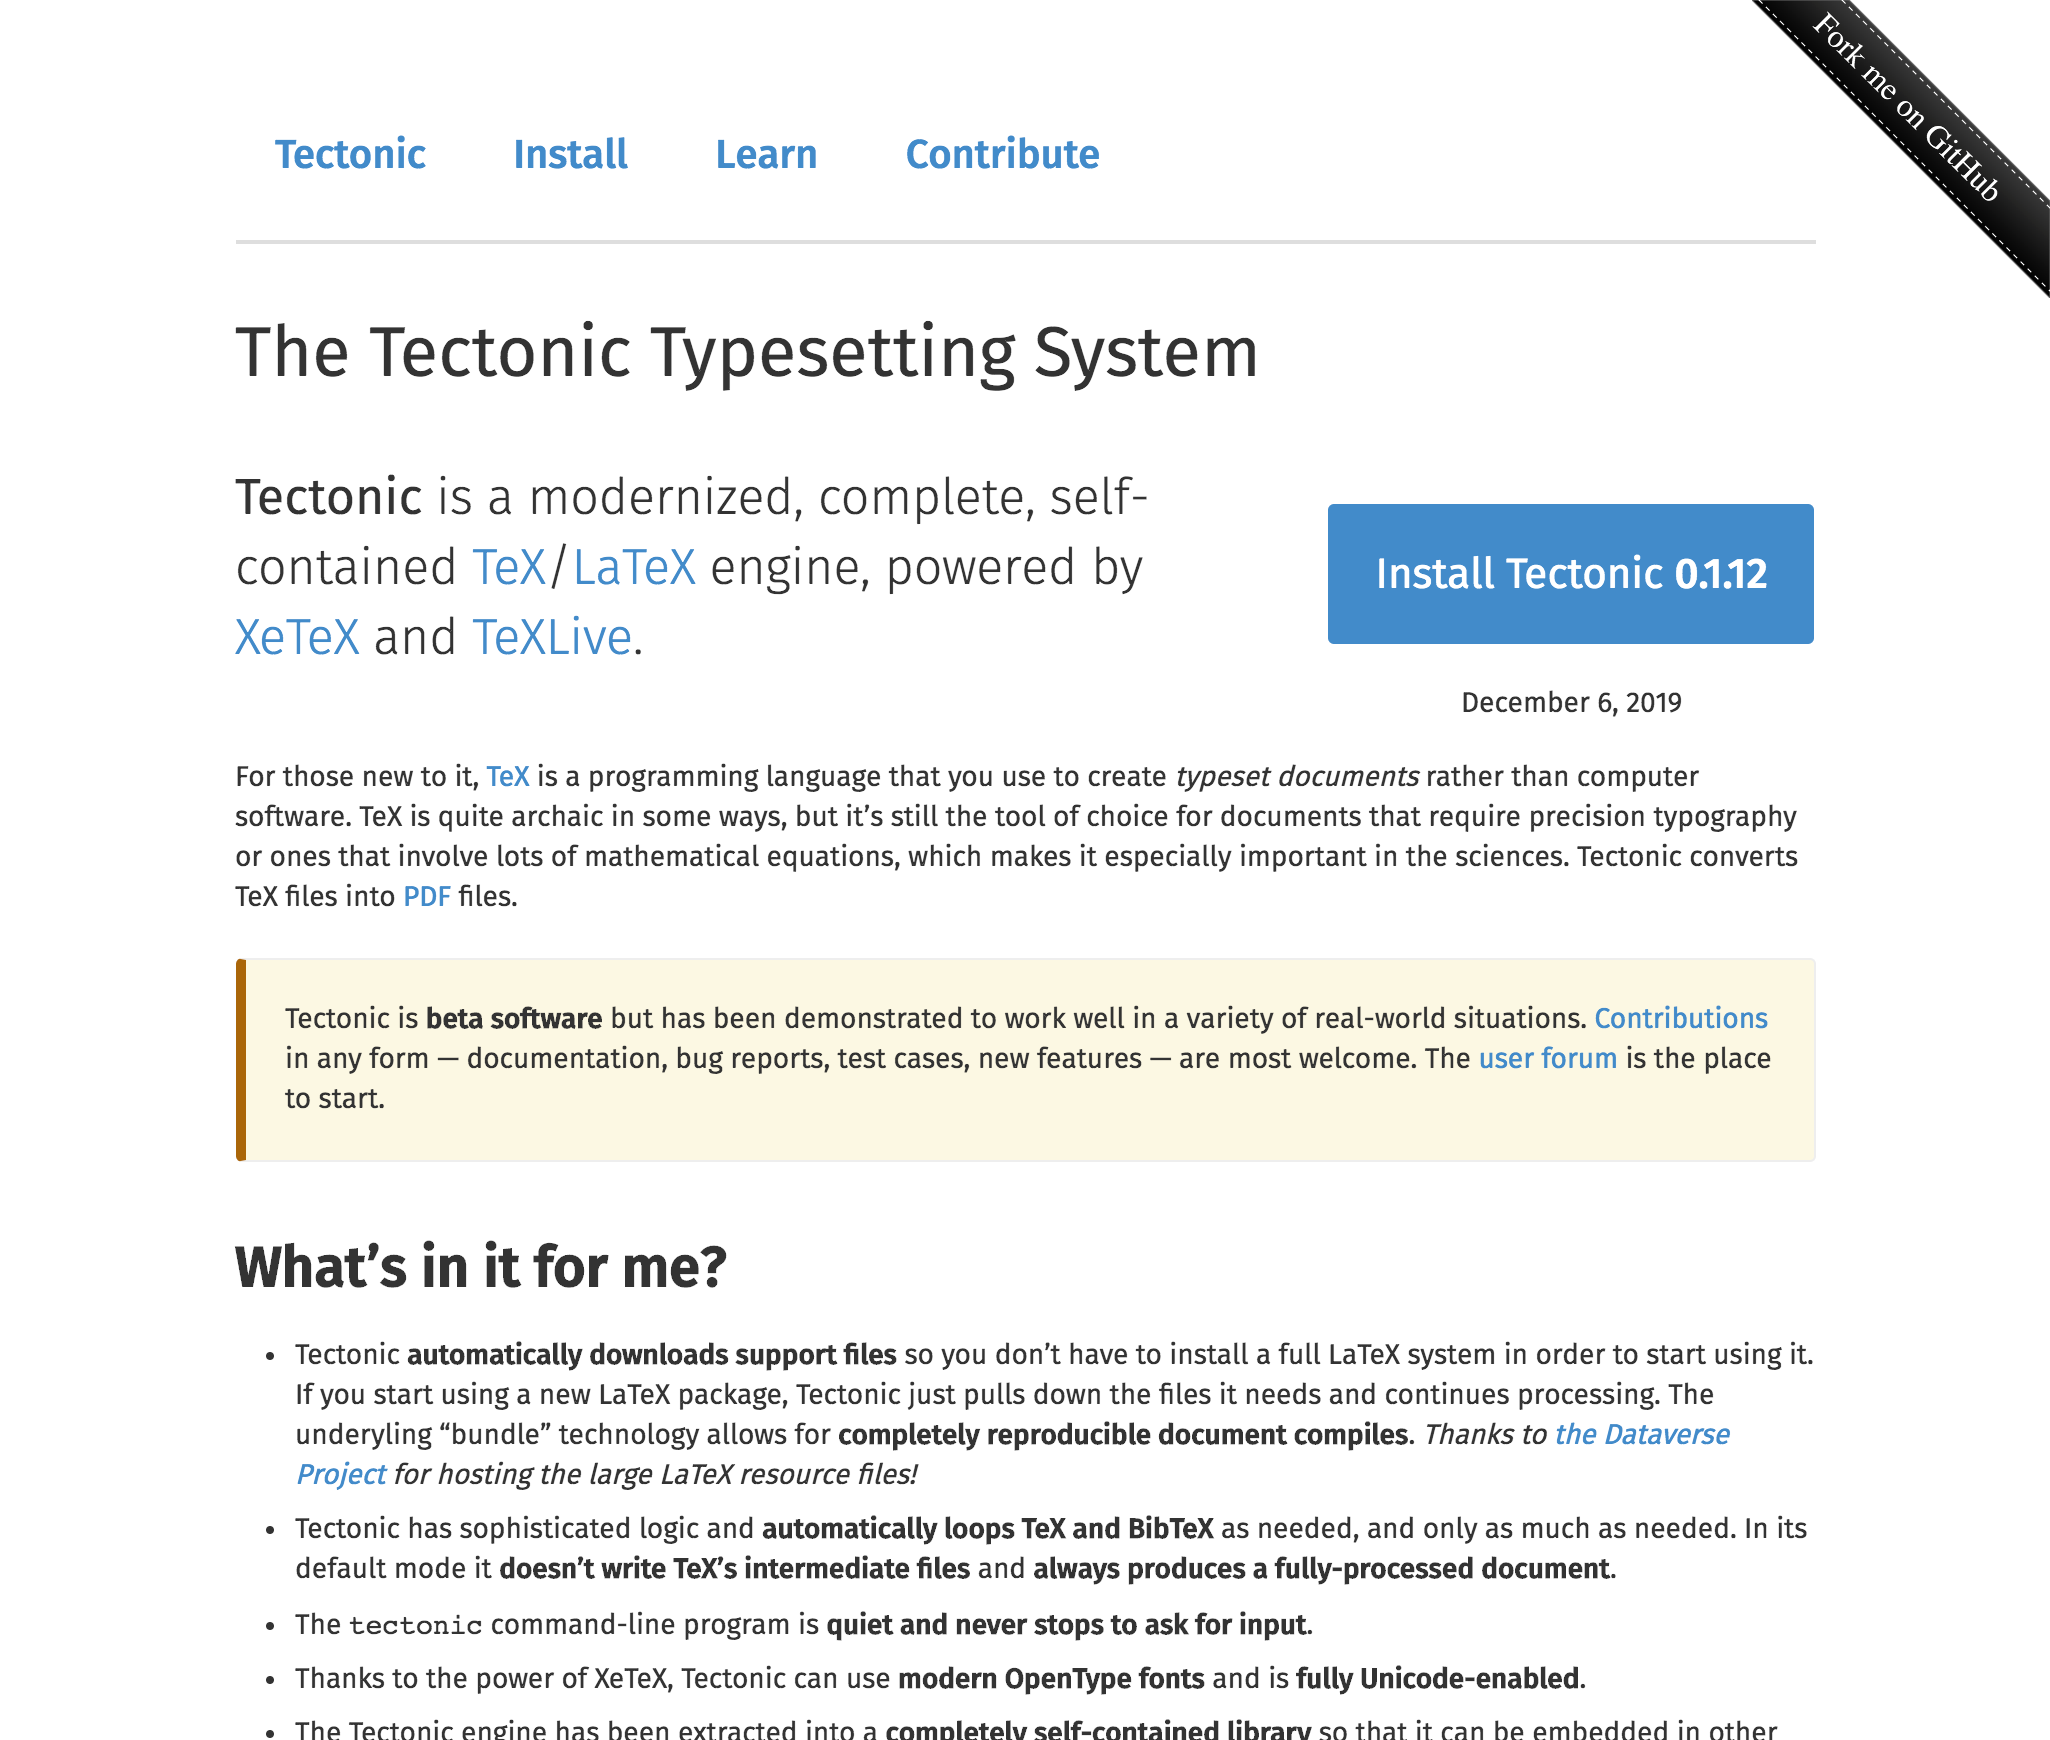 Fork me on GitHub
Tectonic Install Learn Contribute
The Tectonic Typesetting System
Tectonic is a modernized, complete, self-
contained TeX/LaTeX engine, powered by
XeTeX and TeXLive.
Install Tectonic 0.1.12
December 6, 2019
For those new to it, TeX is a programming language that you use to create typeset documents rather than computer
software. TeX is quite archaic in some ways, but it’s still the tool of choice for documents that require precision typography
or ones that involve lots of mathematical equations, which makes it especially important in the sciences. Tectonic converts
TeX files into PDF files.
Tectonic is beta software but has been demonstrated to work well in a variety of real-world situations. Contributions
in any form — documentation, bug reports, test cases, new features — are most welcome. The user forum is the place
to start.
What’s in it for me?
• Tectonic automatically downloads support files so you don’t have to install a full LaTeX system in order to start using it.
If you start using a new LaTeX package, Tectonic just pulls down the files it needs and continues processing. The
underyling “bundle” technology allows for completely reproducible document compiles. Thanks to the Dataverse
Project for hosting the large LaTeX resource files!
• Tectonic has sophisticated logic and automatically loops TeX and BibTeX as needed, and only as much as needed. In its
default mode it doesn’t write TeX’s intermediate files and always produces a fully-processed document.
• The tectonic command-line program is quiet and never stops to ask for input.
• Thanks to the power of XeTeX, Tectonic can use modern OpenType fonts and is fully Unicode-enabled.
• The Tectonic engine has been extracted into a completely self-contained library so that it can be embedded in other